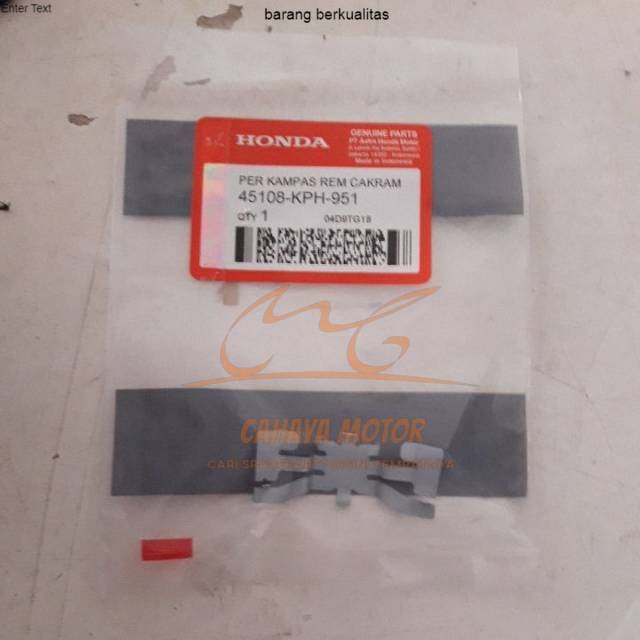 Enter Text
barang berkualitas
HONDA
GENUINE PARTS
PT Astra Honda Motor
Made in Indonesia
PER KAMPAS REM CAKRAM
45108-KPH-951
QTY 1
04D9TG18
CAHAYA MOTOR